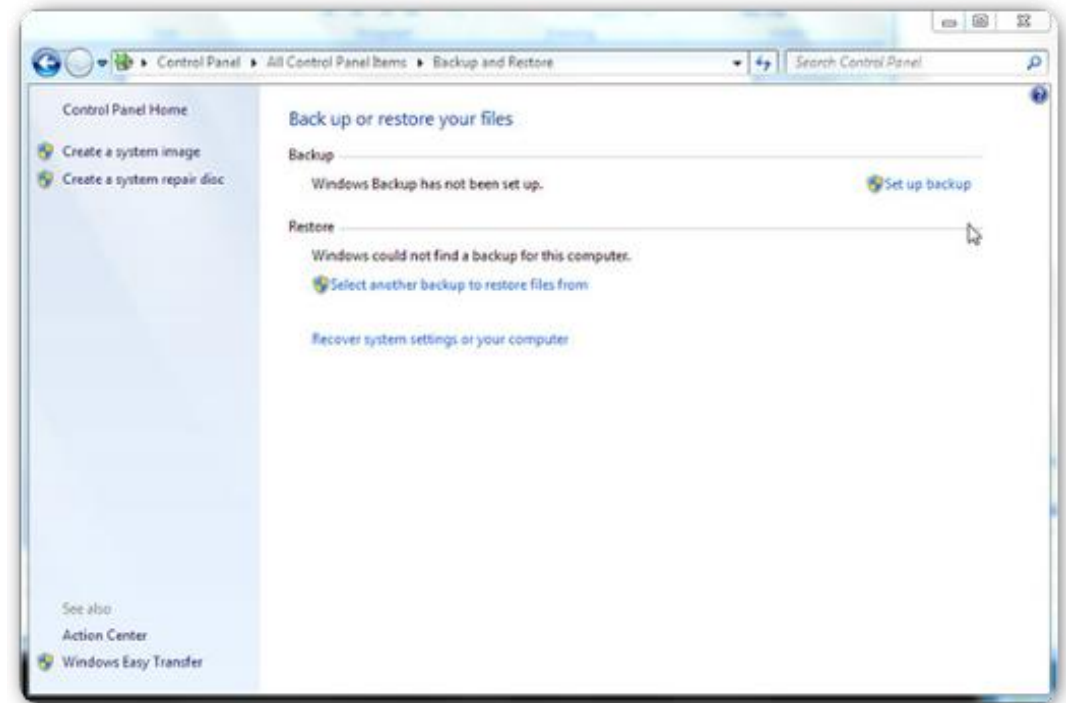 Control Panel ▸ All Control Panel Items ▸ Backup and Restore
Search Control Panel
Control Panel Home
Create a system image
Create a system repair disc
Back up or restore your files
Backup
Windows Backup has not been set up.
Set up backup
Restore
Windows could not find a backup for this computer.
Select another backup to restore files from
Recover system settings or your computer
See also
Action Center
Windows Easy Transfer